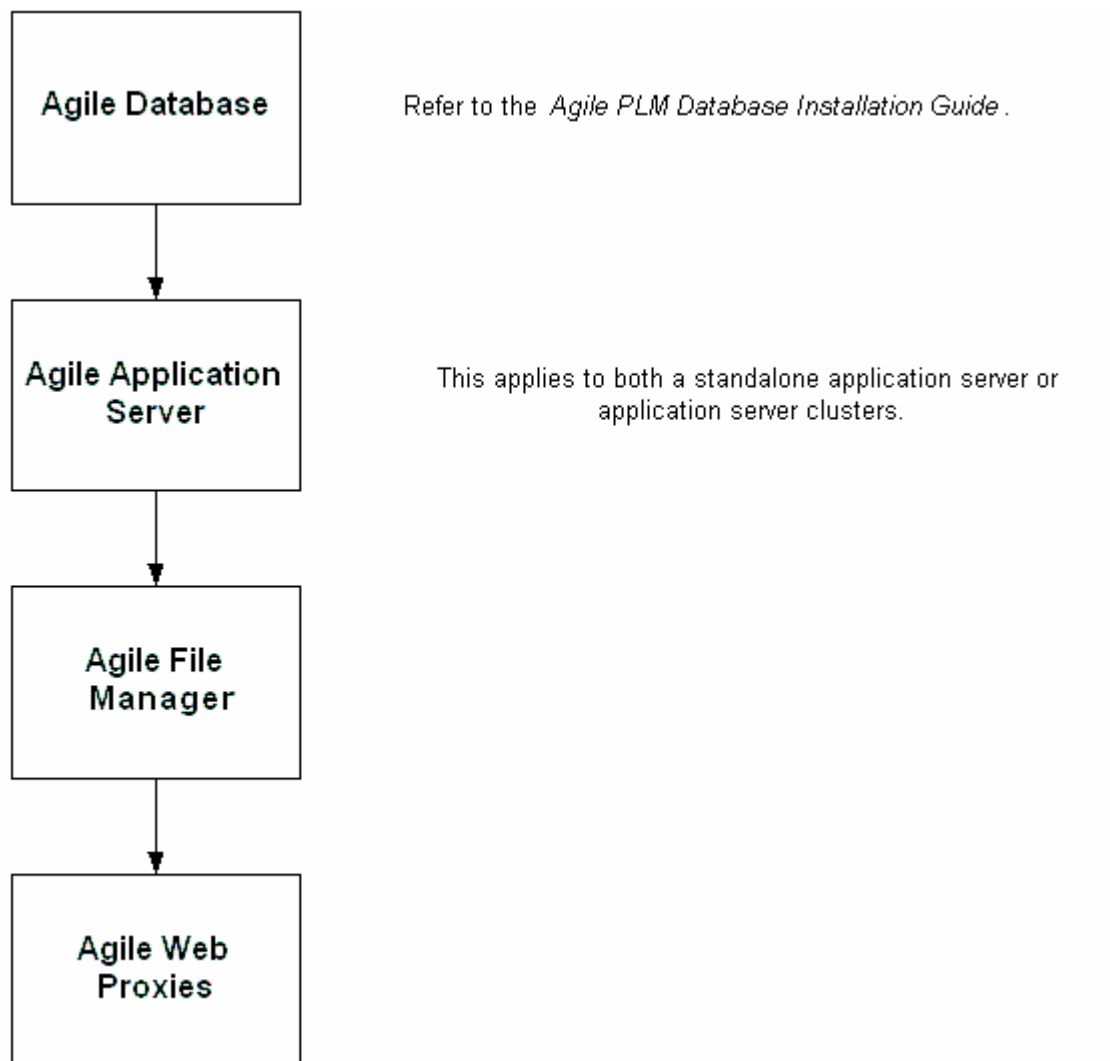 Agile Database
Refer to the Agile PLM Database Installation Guide .
Agile Application
Server
This applies to both a standalone application server or
application server clusters.
Agile File
Manager
Agile Web
Proxies